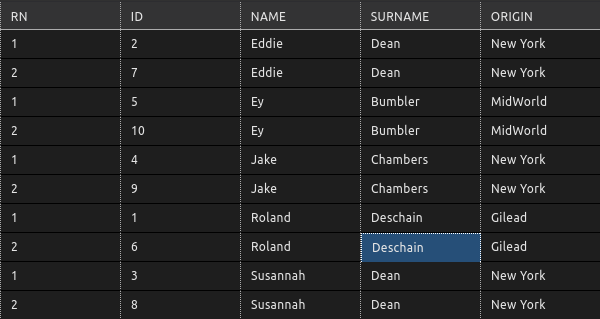 RN ID NAME SURNAME ORIGIN
1 2 Eddie Dean New York
2 7 Eddie Dean New York
1 5 Ey Bumbler MidWorld
2 10 Ey Bumbler MidWorld
1 4 Jake Chambers New York
2 9 Jake Chambers New York
1 1 Roland Deschain Gilead
2 6 Roland Deschain Gilead
1 3 Susannah Dean New York
2 8 Susannah Dean New York